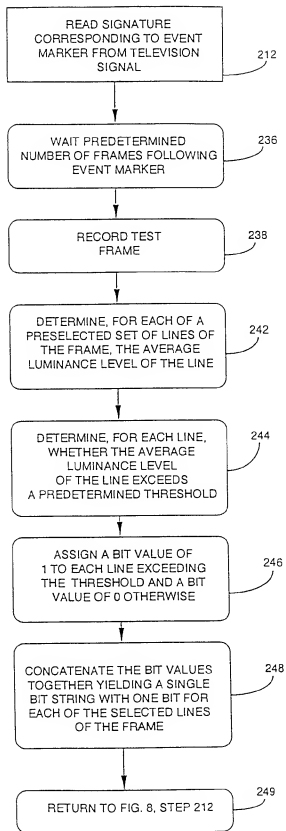 READ SIGNATURE
CORRESPONDING TO EVENT
MARKER FROM TELEVISION
SIGNAL
212
WAIT PREDETERMINED
NUMBER OF FRAMES FOLLOWING
EVENT MARKER
236
RECORD TEST
FRAME
238
DETERMINE, FOR EACH OF A
PRESELECTED SET OF LINES OF
THE FRAME, THE AVERAGE
LUMINANCE LEVEL OF THE LINE
242
DETERMINE, FOR EACH LINE,
WHETHER THE AVERAGE
LUMINANCE LEVEL
OF THE LINE EXCEEDS
A PREDETERMINED THRESHOLD
244
ASSIGN A BIT VALUE OF
1 TO EACH LINE EXCEEDING
THE THRESHOLD AND A BIT
VALUE OF 0 OTHERWISE
246
CONCATENATE THE BIT VALUES
TOGETHER YIELDING A SINGLE
BIT STRING WITH ONE BIT FOR
EACH OF THE SELECTED LINES
OF THE FRAME
248
RETURN TO FIG. 8, STEP 212
249